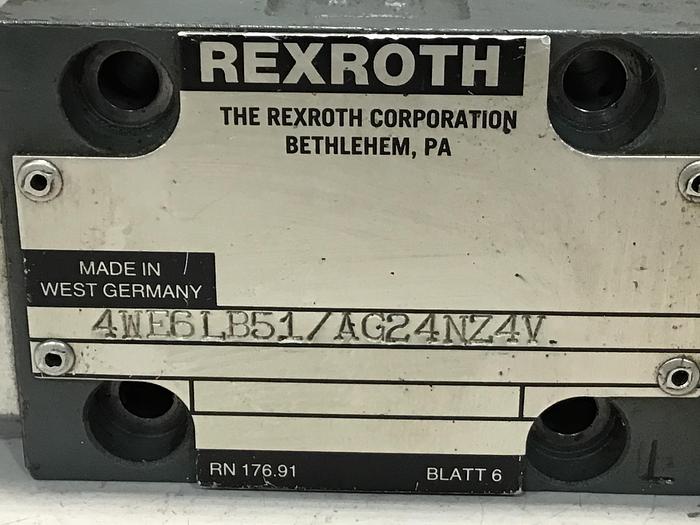 REXROTH
THE REXROTH CORPORATION
BETHLEHEM, PA
MADE IN
WEST GERMANY
4WE6LB51/AG24NZ4V.
RN 176.91 BLATT 6
L